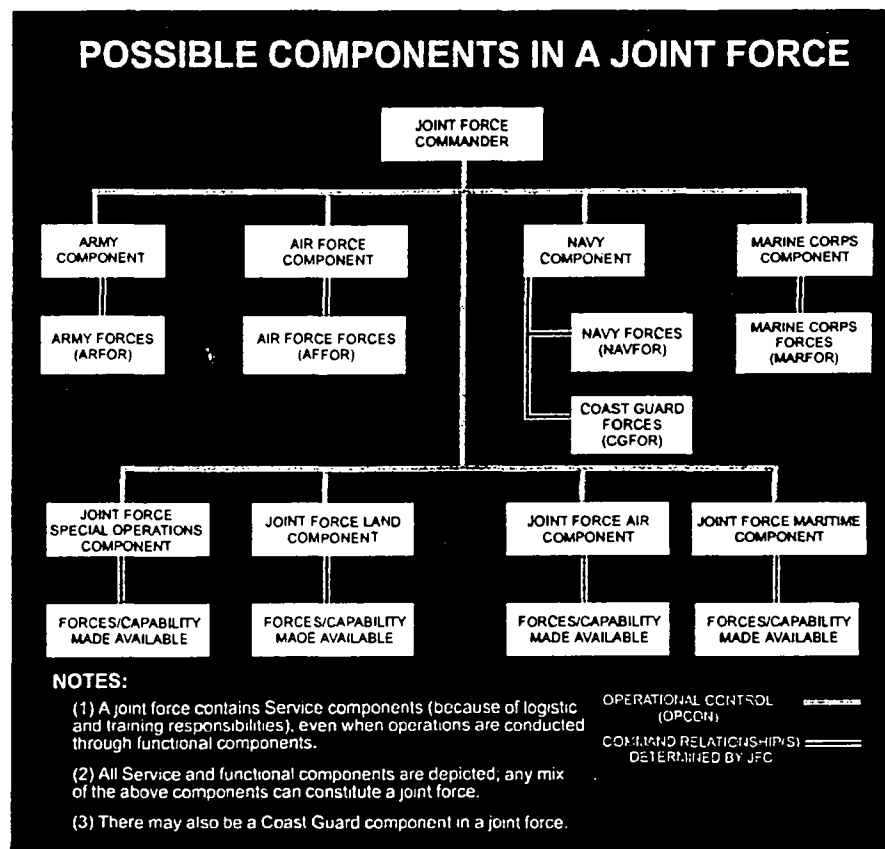 POSSIBLE COMPONENTS IN A JOINT FORCE
JOINT FORCE
COMMANDER
ARMY
COMPONENT
AIR FORCE
COMPONENT
NAVY
COMPONENT
MARINE CORPS
COMPONENT
ARMY FORCES
(ARFOR)
AIR FORCE FORCES
(AFFOR)
NAVY FORCES
(NAVFOR)
MARINE CORPS
FORCES
(MARFOR)
COAST GUARD
FORCES
(CGFOR)
JOINT FORCE
SPECIAL OPERATIONS
COMPONENT
JOINT FORCE LAND
COMPONENT
JOINT FORCE AIR
COMPONENT
JOINT FORCE MARITIME
COMPONENT
FORCES/CAPABILITY
MADE AVAILABLE
FORCES/CAPABILITY
MADE AVAILABLE
FORCES/CAPABILITY
MADE AVAILABLE
FORCES/CAPABILITY
MADE AVAILABLE
NOTES:
(1) A joint force contains Service components (because of logistic
and training responsibilities), even when operations are conducted
through functional components.
(2) All Service and functional components are depicted; any mix
of the above components can constitute a joint force.
(3) There may also be a Coast Guard component in a joint force.
OPERATIONAL CONTROL
(OPCON)
COMMAND RELATIONSHIP(S)
DETERMINED BY JFC